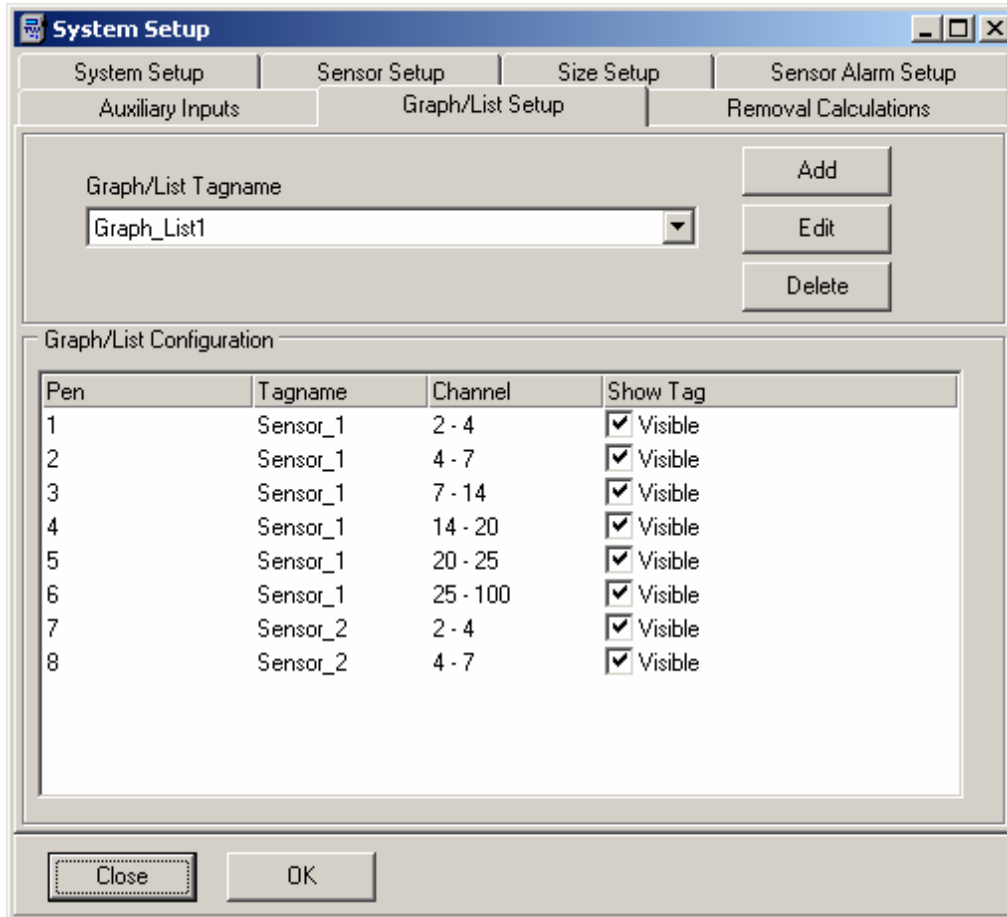 System Setup
System Setup Sensor Setup Size Setup Sensor Alarm Setup
Auxiliary Inputs Graph/List Setup Removal Calculations
Add
Graph/List Tagname
Graph_List1
Edit
Delete
Graph/List Configuration
Pen Tagname Channel Show Tag
1 Sensor_1 2 - 4 Visible
2 Sensor_1 4 - 7 Visible
3 Sensor_1 7 - 14 Visible
4 Sensor_1 14 - 20 Visible
5 Sensor_1 20 - 25 Visible
6 Sensor_1 25 - 100 Visible
7 Sensor_2 2 - 4 Visible
8 Sensor_2 4 - 7 Visible
Close OK